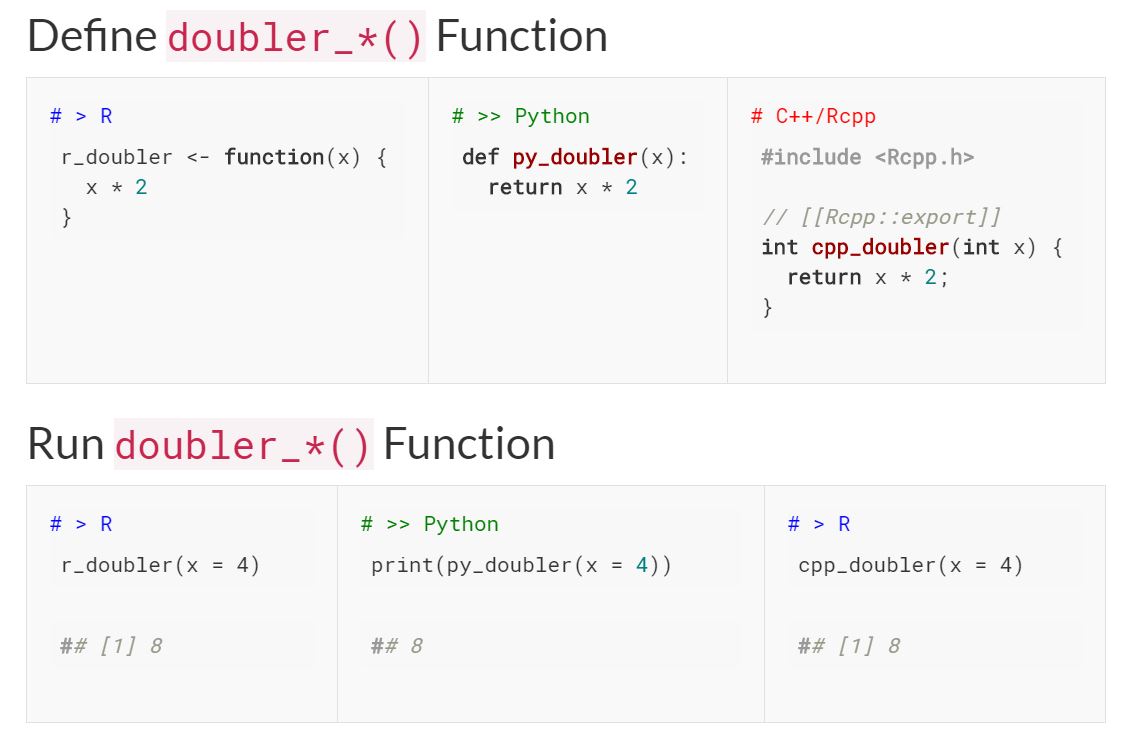 Define doubler_*() Function
# > R
r_doubler <- function(x) {
  x * 2
}
# >> Python
def py_doubler(x):
  return x * 2
# C++/Rcpp
#include <Rcpp.h>
// [[Rcpp::export]]
int cpp_doubler(int x) {
  return x * 2;
}
Run doubler_*() Function
# > R
r_doubler(x = 4)
## [1] 8
# >> Python
print(py_doubler(x = 4))
## 8
# > R
cpp_doubler(x = 4)
## [1] 8